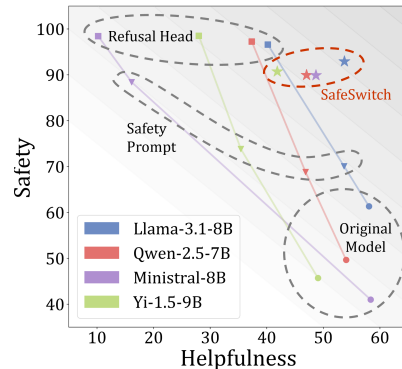 100
90
80
70
60
50
40
Safety
Refusal Head
SafeSwitch
Safety
Prompt
Original
Model
Llama-3.1-8B
Qwen-2.5-7B
Ministral-8B
Yi-1.5-9B
10
20
30
40
50
60
Helpfulness